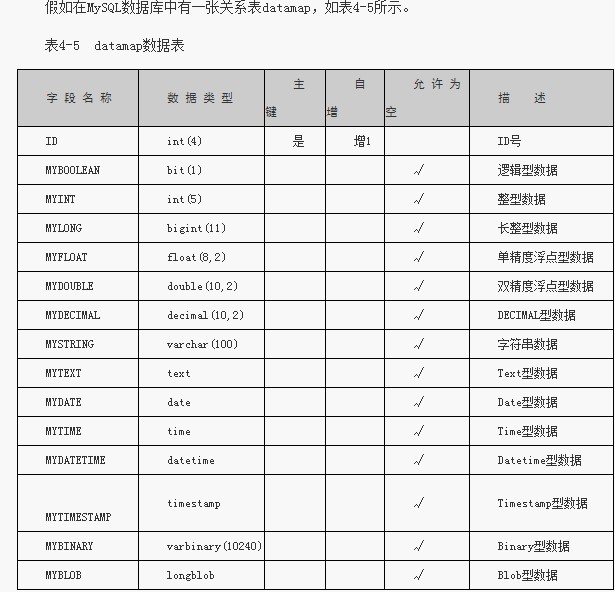 假如在MySQL数据库中有一张关系表datamap，如表4-5所示。
表4-5 datamap数据表
字 段 名 称 数 据 类 型 主键 自增 允 许 为空 描 述
ID int(4) 是 增1 ID号
MYBOOLEAN bit(1) √ 逻辑型数据
MYINT int(5) √ 整型数据
MYLONG bigint(11) √ 长整型数据
MYFLOAT float(8,2) √ 单精度浮点型数据
MYDOUBLE double(10,2) √ 双精度浮点型数据
MYDECIMAL decimal(10,2) √ DECIMAL型数据
MYSTRING varchar(100) √ 字符串数据
MYTEXT text √ Text型数据
MYDATE date √ Date型数据
MYTIME time √ Time型数据
MYDATETIME datetime √ Datetime型数据
MYTIMESTAMP timestamp √ Timestamp型数据
MYBINARY varbinary(10240) √ Binary型数据
MYBLOB longblob √ Blob型数据